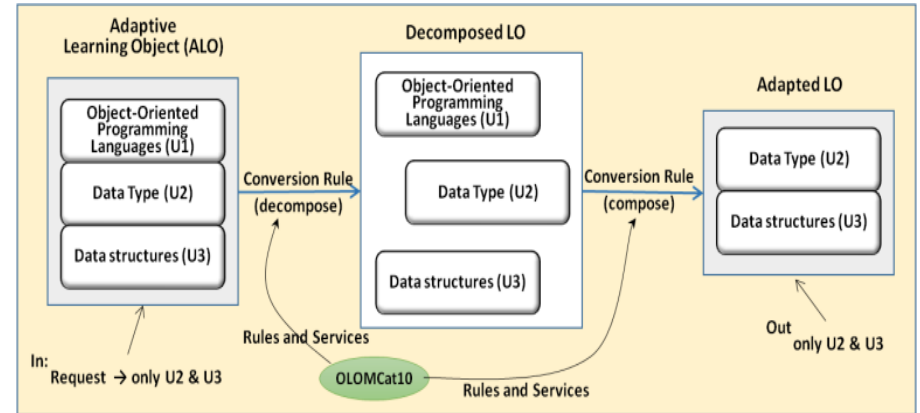 Adaptive
Learning Object (ALO)
Object-Oriented
Programming
Languages (U1)
Data Type (U2)
Data structures (U3)
In:
Request → only U2 & U3
Conversion Rule
(decompose)
Rules and Services
Decomposed LO
Object-Oriented
Programming
Languages (U1)
Data Type (U2)
Data structures (U3)
OLOMCat10
Conversion Rule
(compose)
Rules and Services
Adapted LO
Data Type (U2)
Data structures (U3)
Out
only U2 & U3